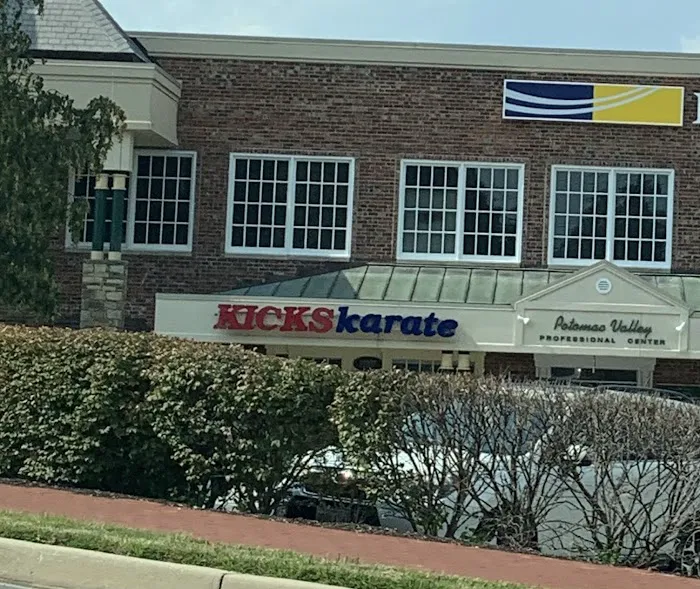 KICKS karate
Potomac Valley
PROFESSIONAL CENTER